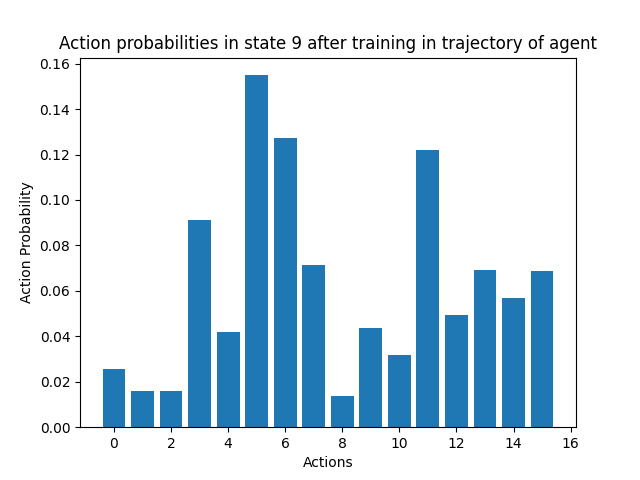 Action probabilities in state 9 after training in trajectory of agent
0.16
0.14
0.12
0.10
0.08
0.06
0.04
0.02
0.00
Action Probability
0 2 4 6 8 10 12 14 16
Actions